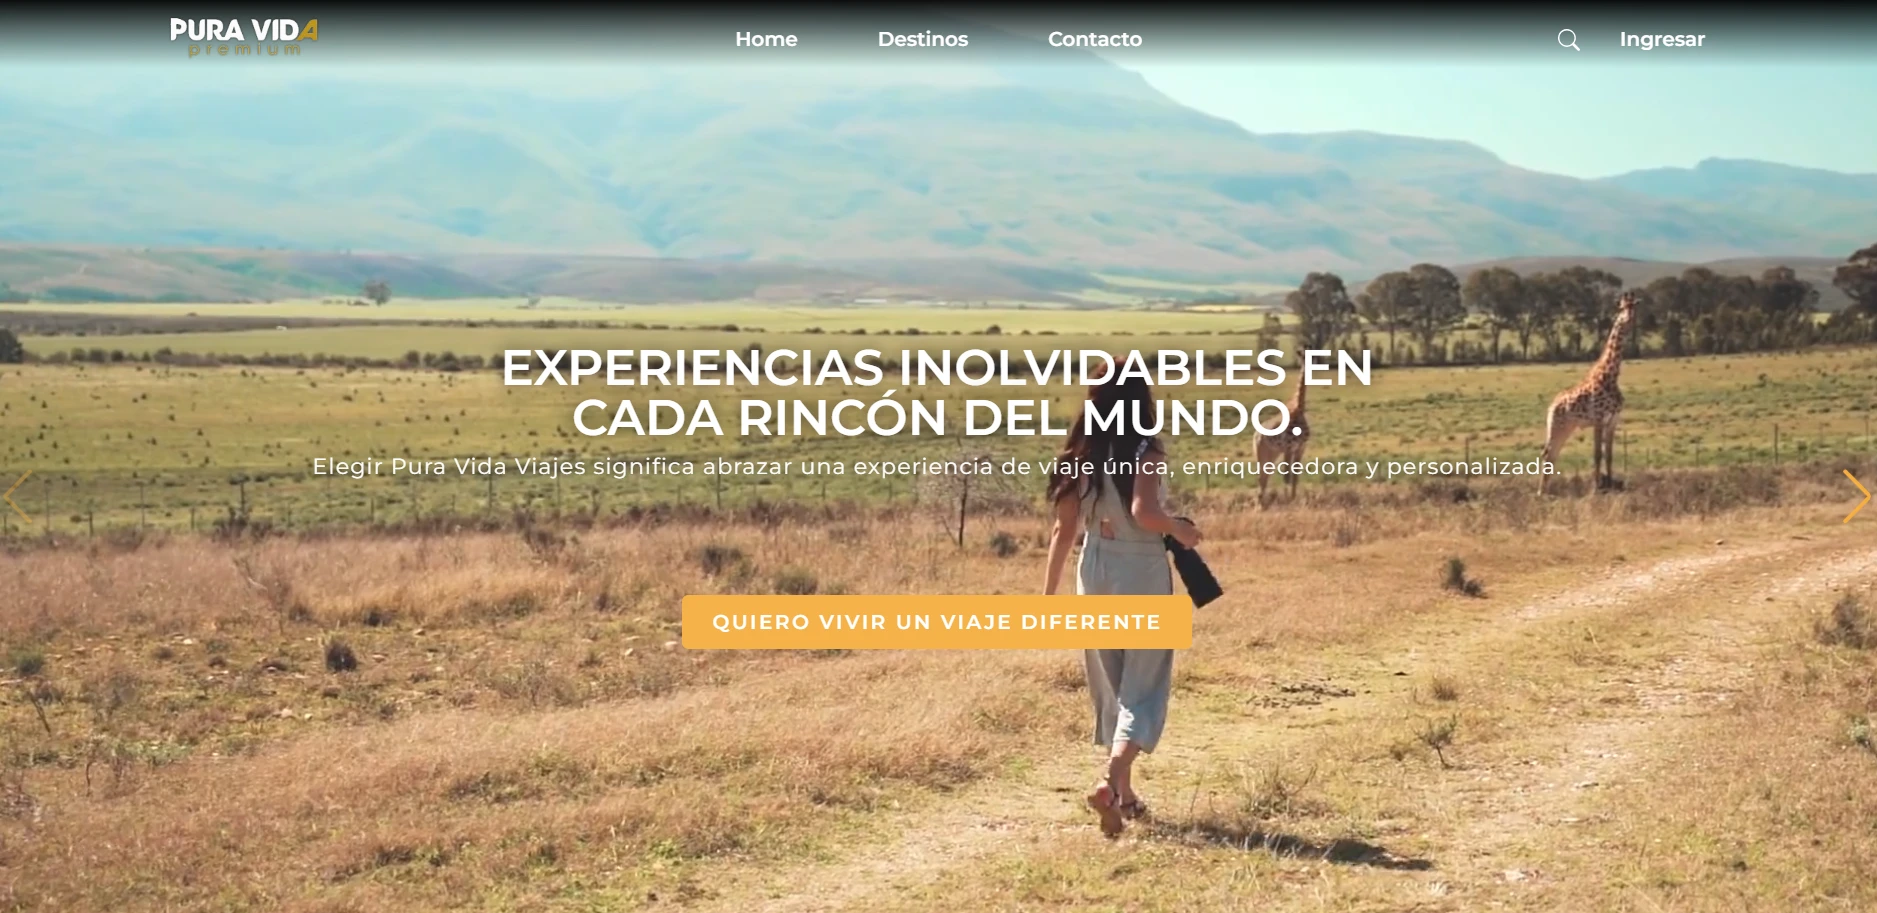 PURA VIDA
premium
Home
Destinos
Contacto
Ingresar
EXPERIENCIAS INOLVIDABLES EN
CADA RINCÓN DEL MUNDO.
Elegir Pura Vida Viajes significa abrazar una experiencia de viaje única, enriquecedora y personalizada.
QUIERO VIVIR UN VIAJE DIFERENTE